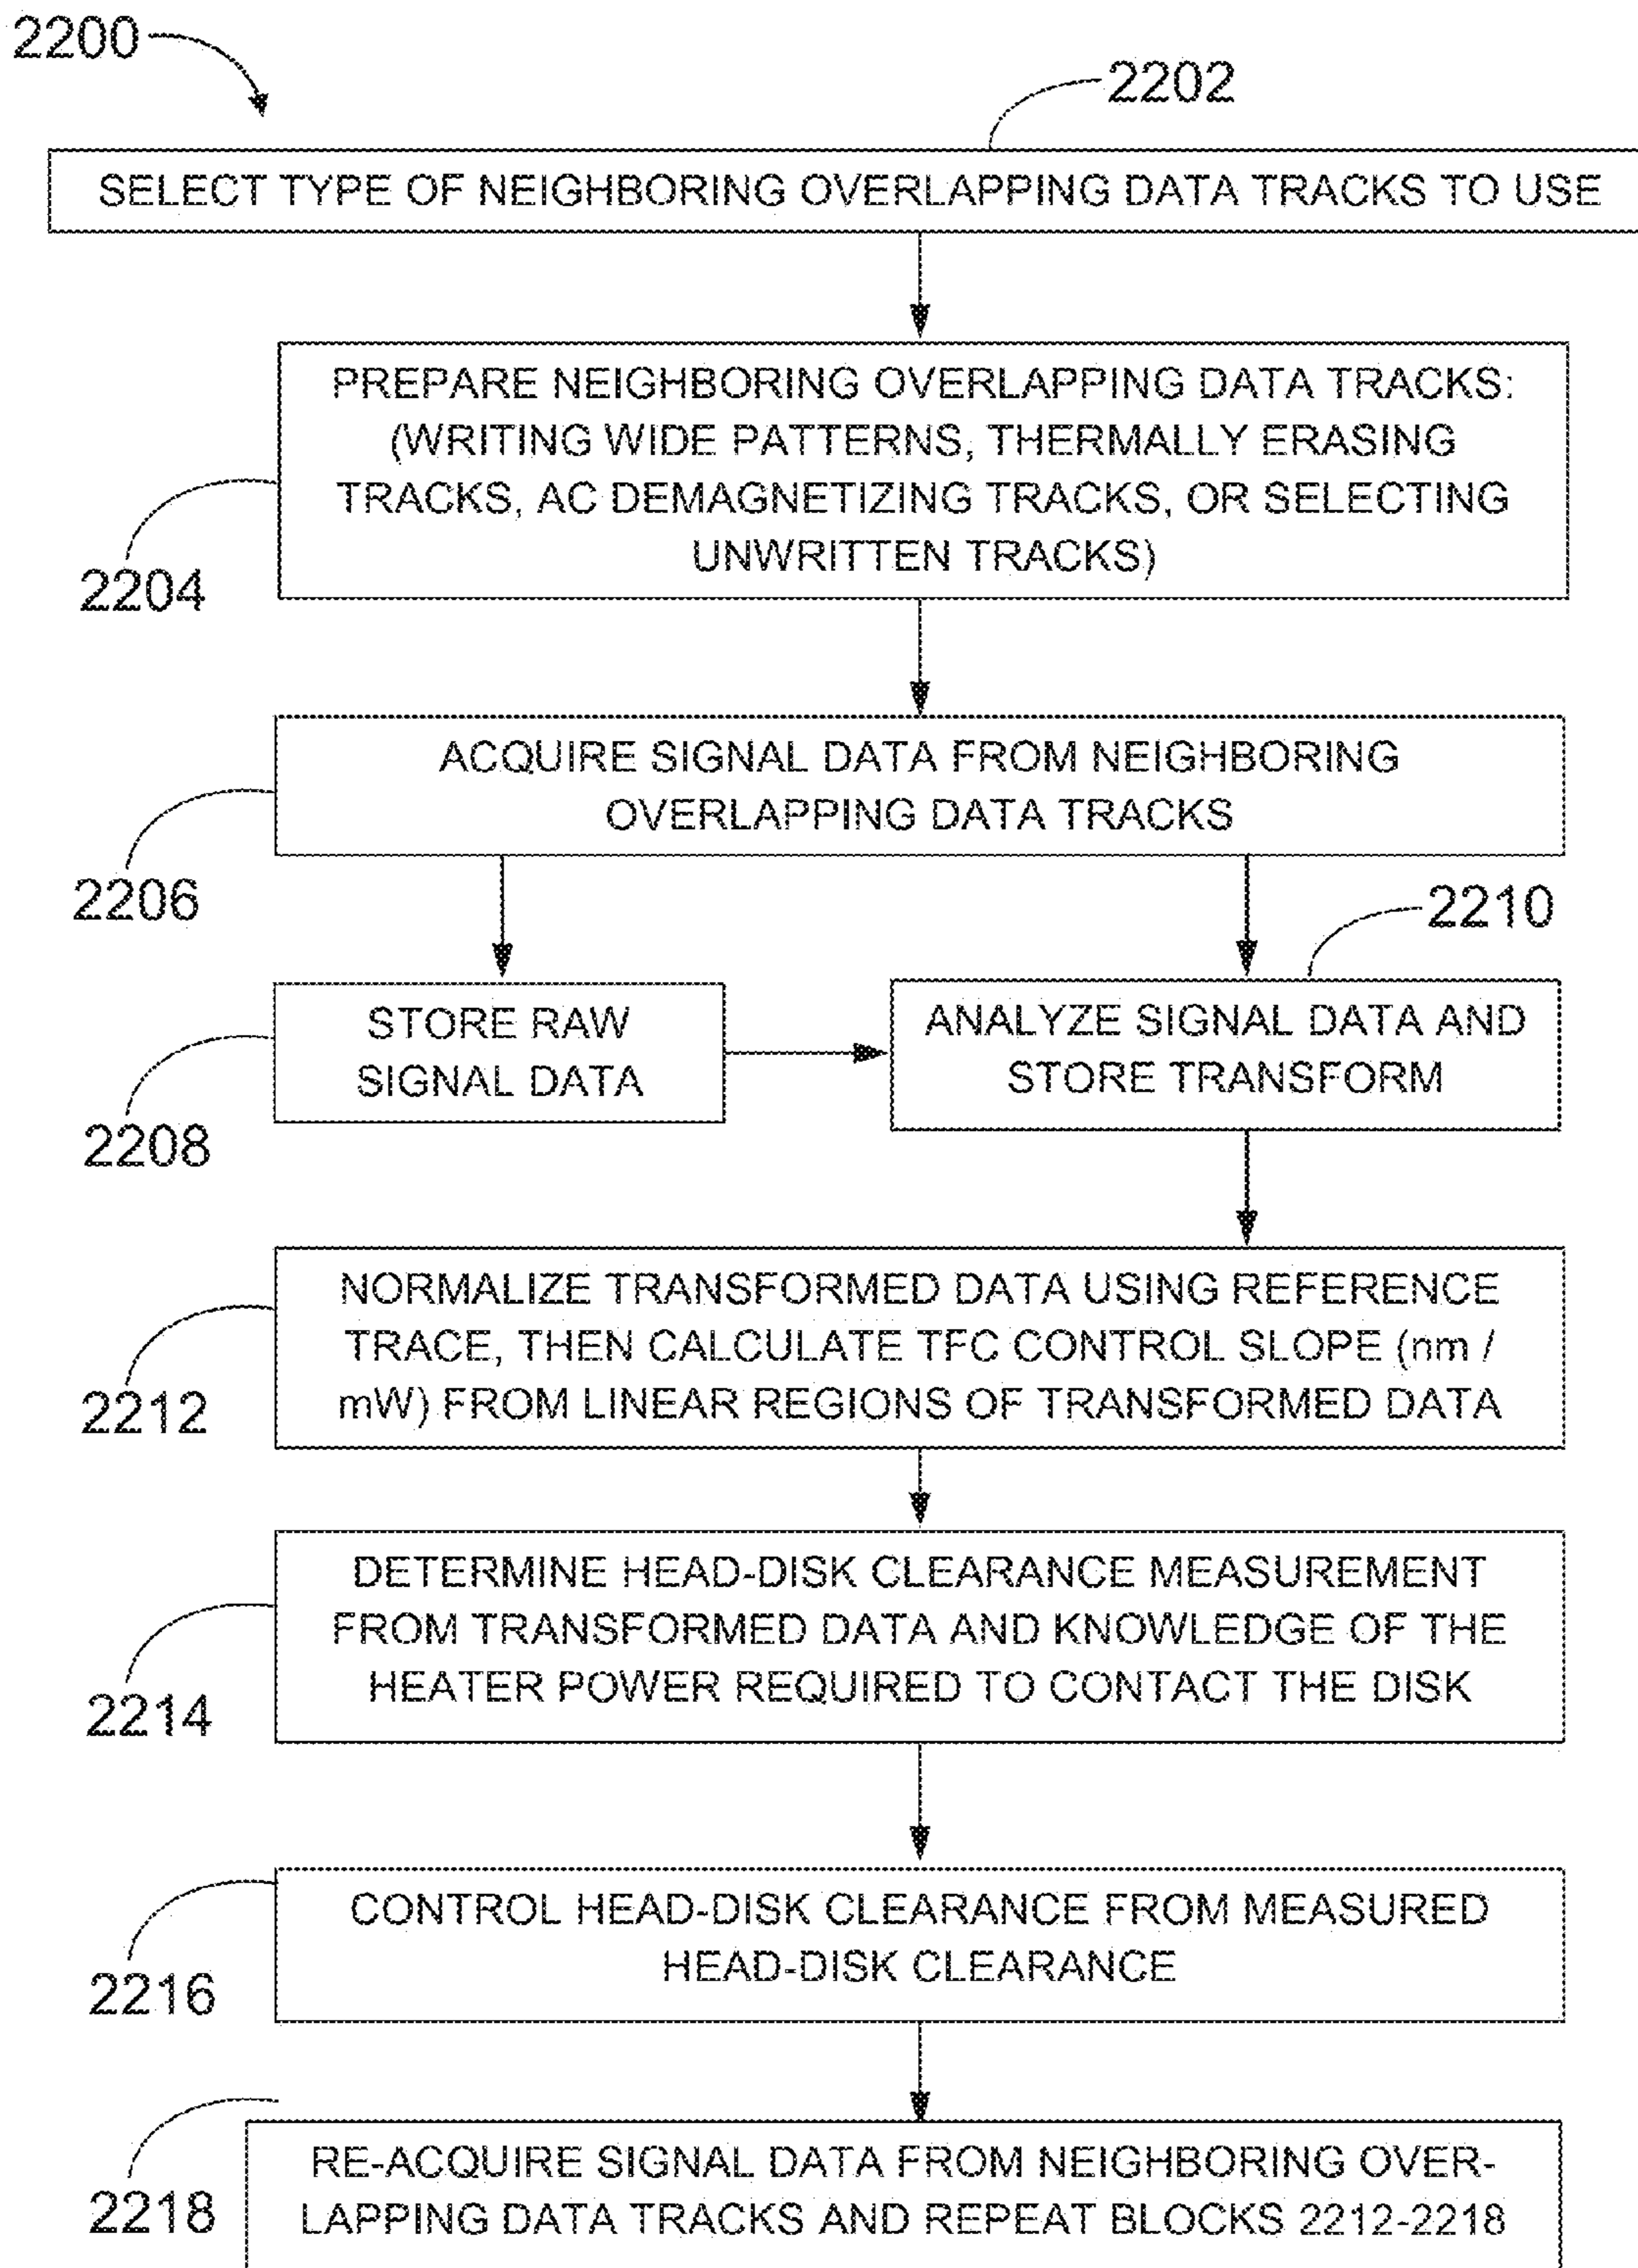 2200
2202
SELECT TYPE OF NEIGHBORING OVERLAPPING DATA TRACKS TO USE
PREPARE NEIGHBORING OVERLAPPING DATA TRACKS:
(WRITING WIDE PATTERNS, THERMALLY ERASING
TRACKS, AC DEMAGNETIZING TRACKS, OR SELECTING
UNWRITTEN TRACKS)
2204
ACQUIRE SIGNAL DATA FROM NEIGHBORING
OVERLAPPING DATA TRACKS
2206
2210
STORE RAW
SIGNAL DATA
2208
ANALYZE SIGNAL DATA AND
STORE TRANSFORM
NORMALIZE TRANSFORMED DATA USING REFERENCE
TRACE, THEN CALCULATE TFC CONTROL SLOPE (nm /
mW) FROM LINEAR REGIONS OF TRANSFORMED DATA
2212
DETERMINE HEAD-DISK CLEARANCE MEASUREMENT
FROM TRANSFORMED DATA AND KNOWLEDGE OF THE
HEATER POWER REQUIRED TO CONTACT THE DISK
2214
CONTROL HEAD-DISK CLEARANCE FROM MEASURED
HEAD-DISK CLEARANCE
2216
RE-ACQUIRE SIGNAL DATA FROM NEIGHBORING OVER-
LAPPING DATA TRACKS AND REPEAT BLOCKS 2212-2218
2218